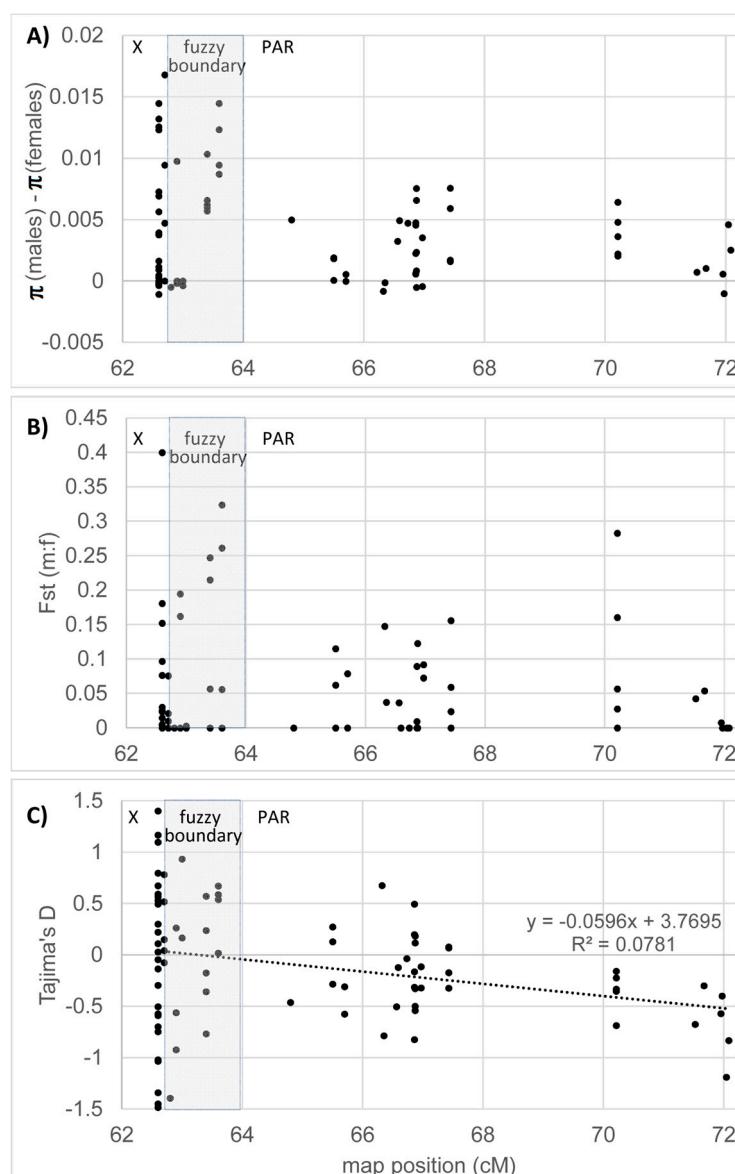 A)
X
fuzzy
boundary
PAR
π (males) - π (females)
0.02
0.015
0.01
0.005
0
-0.005
62 64 66 68 70 72
B)
X
fuzzy
boundary
PAR
Fst (m:f)
0.45
0.4
0.35
0.3
0.25
0.2
0.15
0.1
0.05
0
62 64 66 68 70 72
C)
X
fuzzy
boundary
PAR
Tajima's D
1.5
1
0.5
0
-0.5
-1
-1.5
y = -0.0596x + 3.7695
R² = 0.0781
62 64 66 68 70 72
map position (cM)